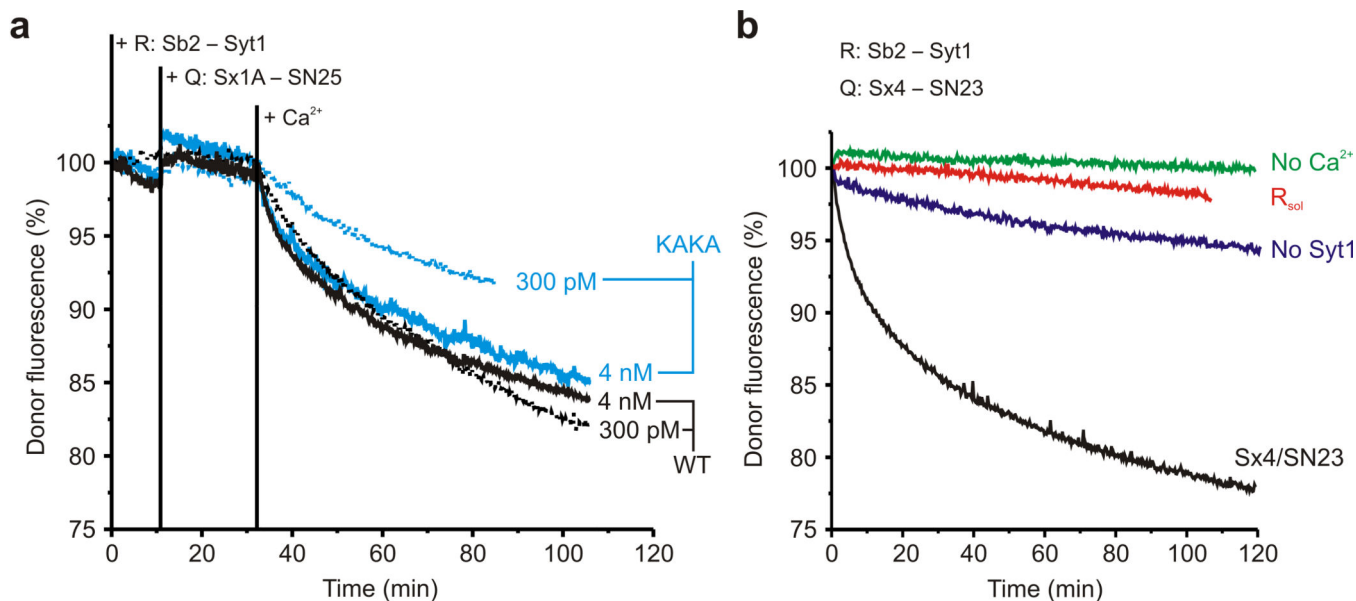 a
+ R: Sb2 – Syt1
+ Q: Sx1A – SN25
+ Ca²⁺
Donor fluorescence (%)
100
95
90
85
80
75
0
20
40
60
80
100
120
Time (min)
KAKA
300 pM
4 nM
4 nM
300 pM
WT
b
R: Sb2 – Syt1
Q: Sx4 – SN23
Donor fluorescence (%)
100
95
90
85
80
75
0
20
40
60
80
100
120
Time (min)
No Ca²⁺
Rsol
No Syt1
Sx4/SN23